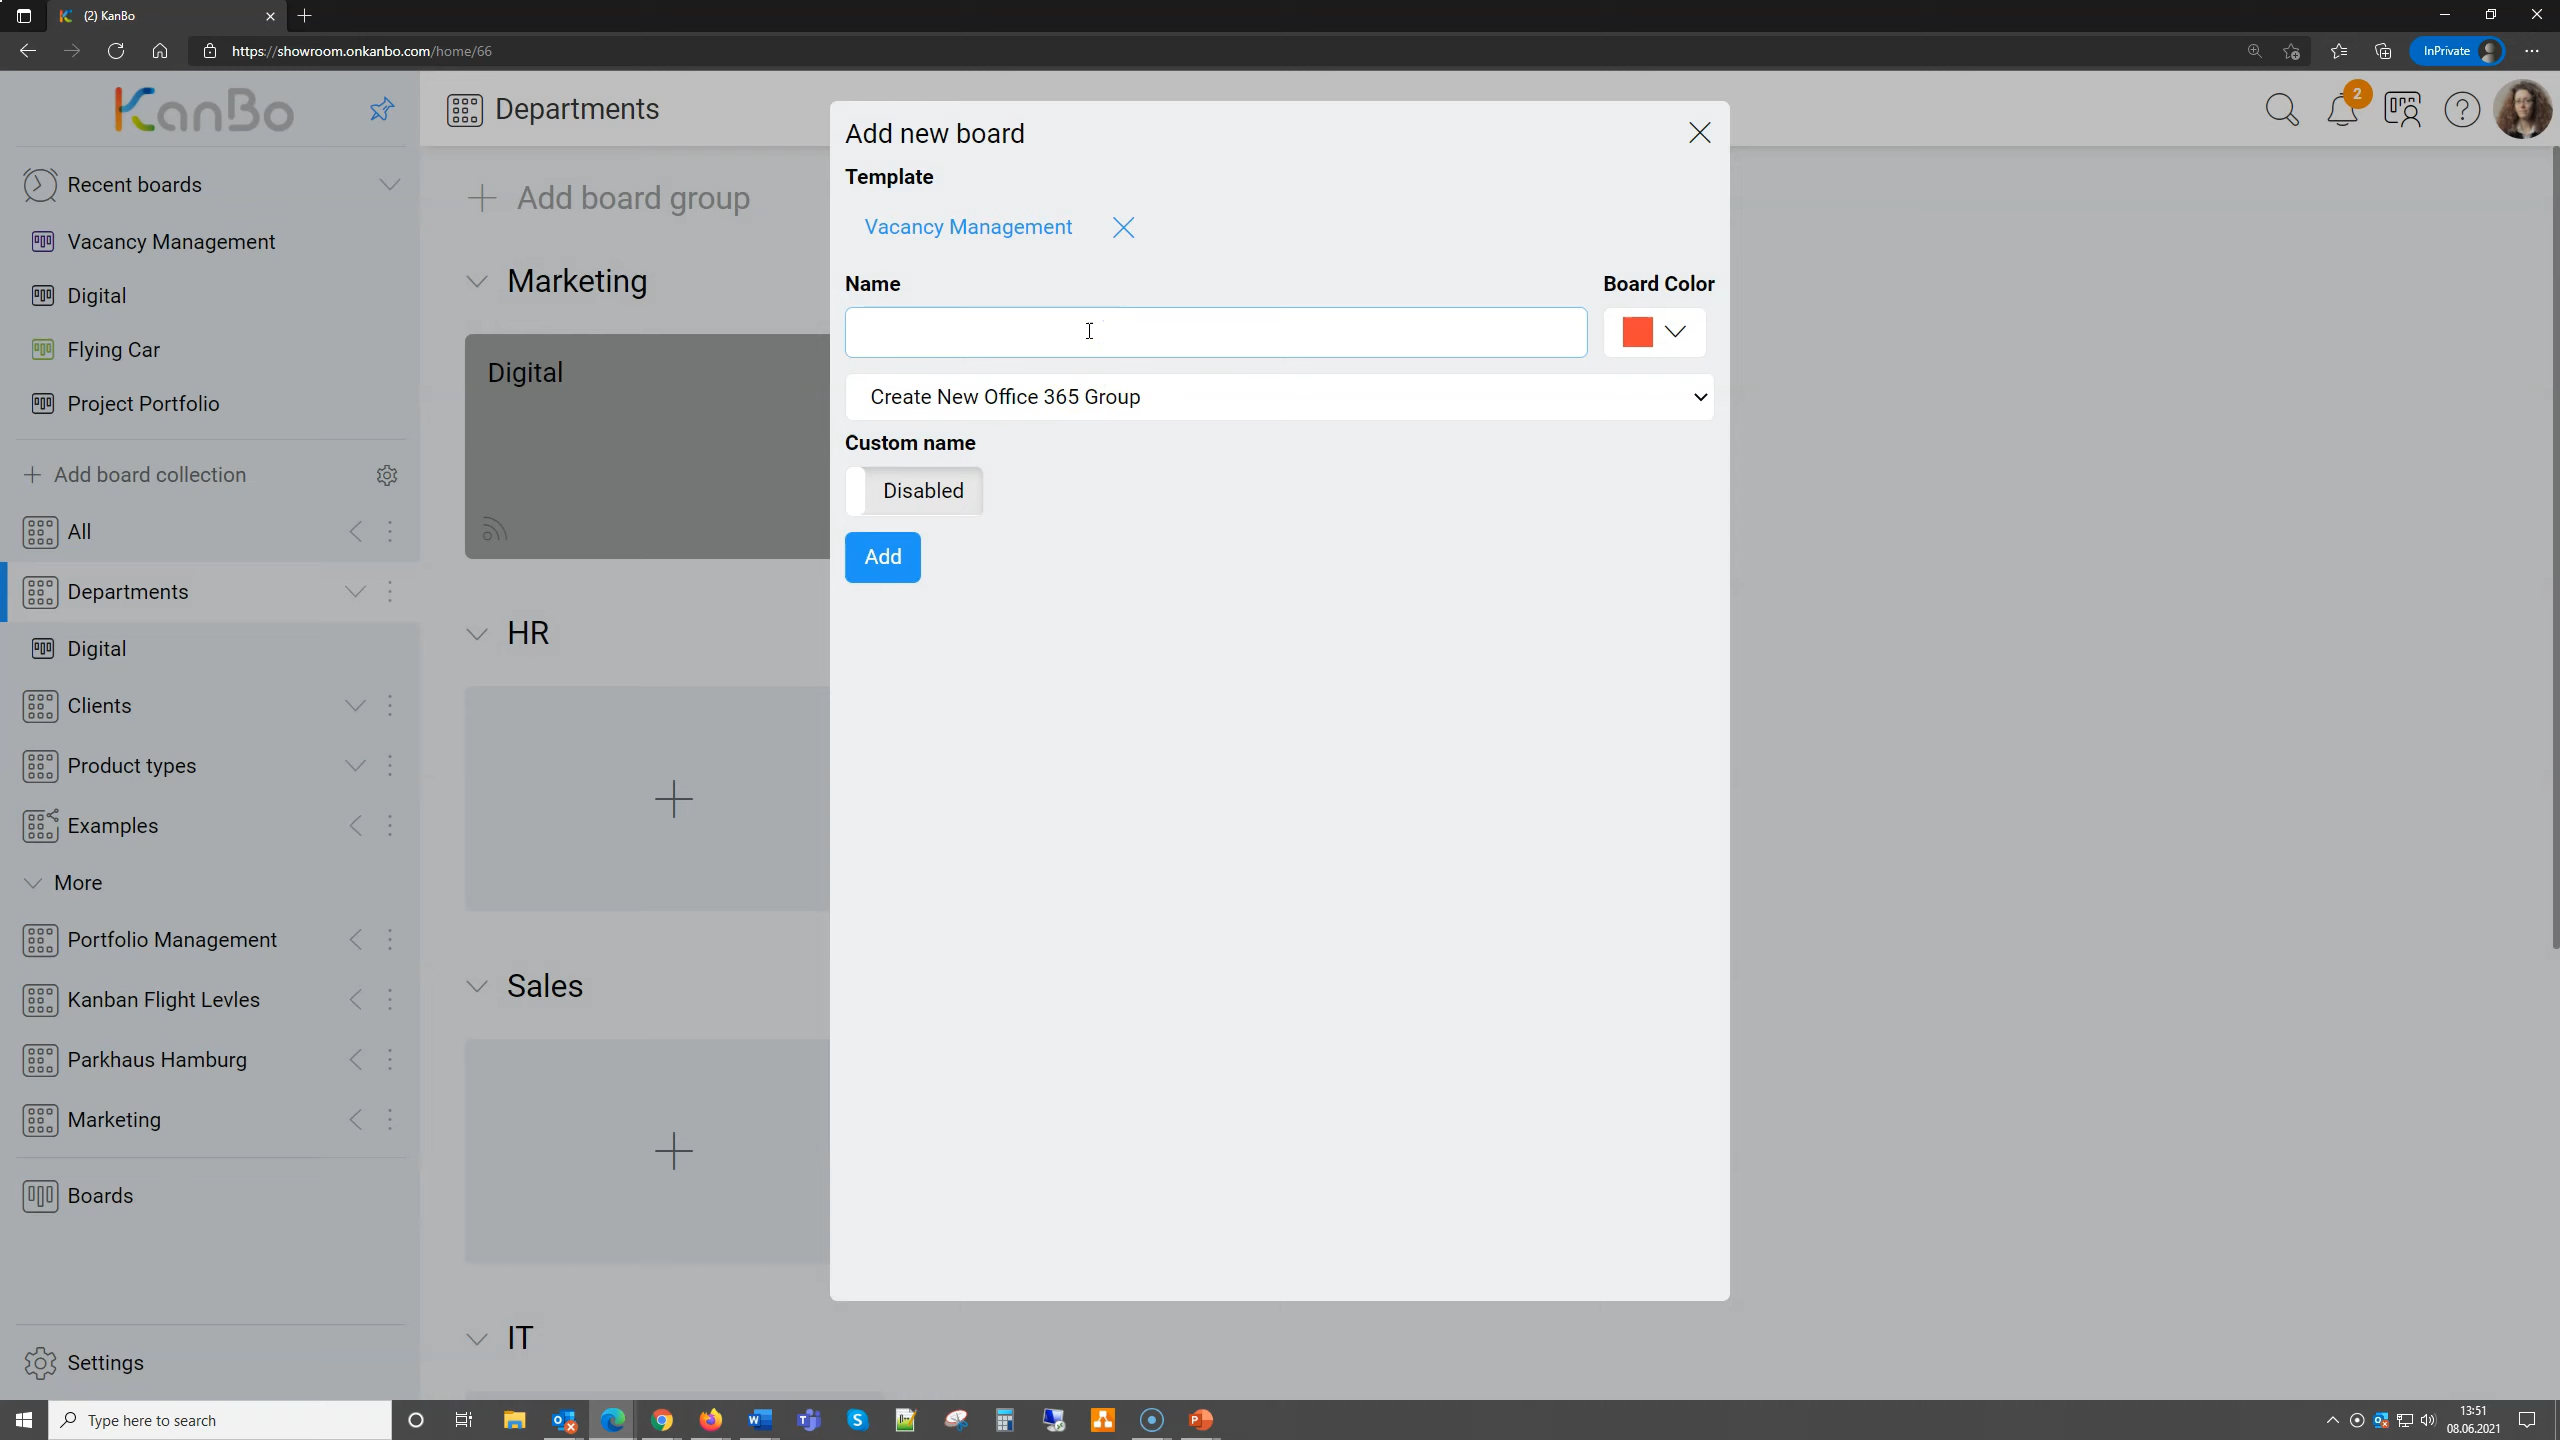 (2) KanBo
https://showroom.onkanbo.com/home/66
InPrivate
KanBo
Recent boards
Vacancy Management
Digital
Flying Car
Project Portfolio
Add board collection
All
Departments
Digital
Clients
Product types
Examples
More
Portfolio Management
Kanban Flight Levles
Parkhaus Hamburg
Marketing
Boards
Settings
Departments
2
Add board group
Marketing
Digital
HR
Sales
IT
Add new board
Template
Vacancy Management
Name
Board Color
Create New Office 365 Group
Custom name
Disabled
Add
Type here to search
13:51
08.06.2021